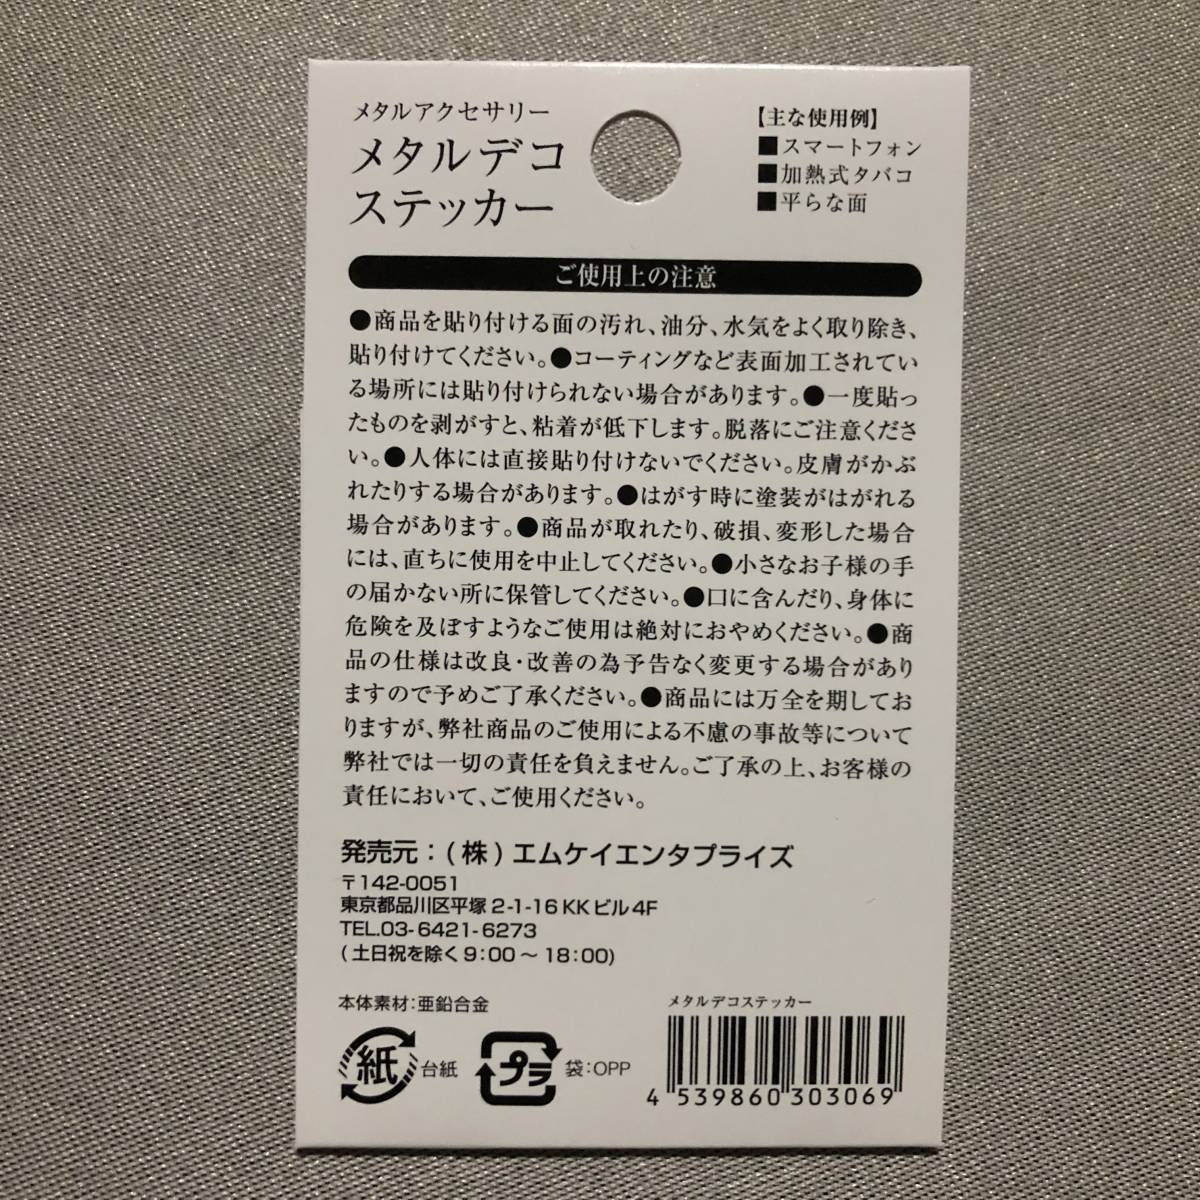 メタルアクセサリー
メタルデコ
ステッカー
【主な使用例】
■スマートフォン
■加熱式タバコ
■平らな面
ご使用上の注意
●商品を貼り付ける面の汚れ、油分、水気をよく取り除き、
貼り付けてください。●コーティングなど表面加工されてい
る場所には貼り付けられない場合があります。●一度貼っ
たものを剥がすと、粘着が低下します。脱落にご注意くださ
い。●人体には直接貼り付けないでください。皮膚がかぶ
れたりする場合があります。●はがす時に塗装がはがれる
場合があります。●商品が取れたり、破損、変形した場合
には、直ちに使用を中止してください。●小さなお子様の手
の届かない所に保管してください。●口に含んだり、身体に
危険を及ぼすようなご使用は絶対におやめください。●商
品の仕様は改良・改善の為予告なく変更する場合があり
ますので予めご了承ください。●商品には万全を期してお
りますが、弊社商品のご使用による不慮の事故等について
弊社では一切の責任を負えません。ご了承の上、お客様の
責任において、ご使用ください。
発売元：(株)エムケイエンタプライズ
〒142-0051
東京都品川区平塚2-1-16 KKビル4F
TEL.03-6421-6273
(土日祝を除く9:00～18:00)
本体素材:亜鉛合金
紙 台紙
プラ 袋:OPP
メタルデコステッカー
4 539860 303069